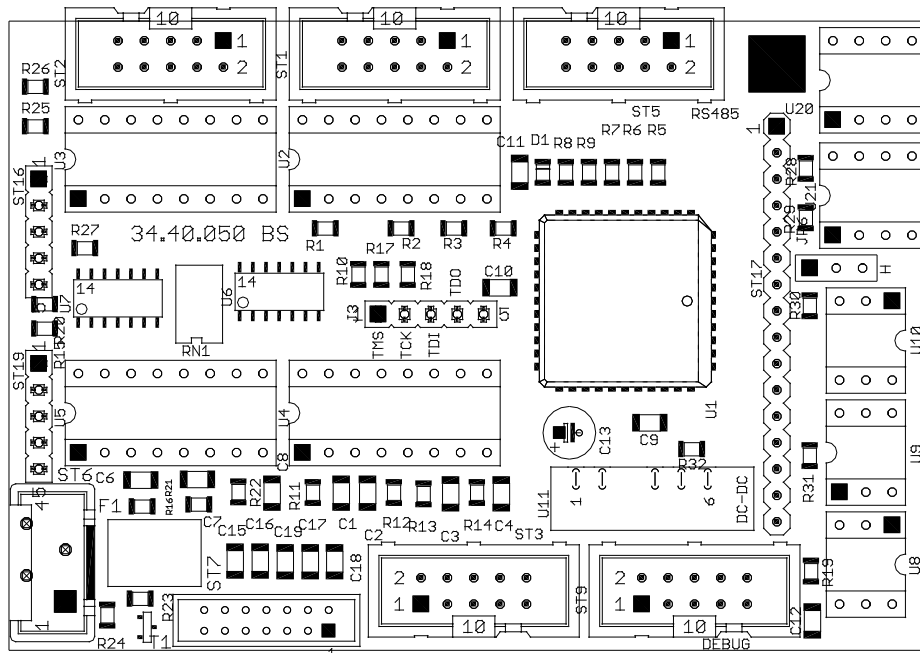 10
10
R26
ST2
1
2
ST1
1
2
1
2
R25
ST5
RS485
U20
1
R7
R6
R5
C11
D1
R8
R9
U3
U2
1
ST16
R28
U21
R29
JP6
R27
34.40.050 BS
R1
R2
R3
R4
R10
R17
R18
TDO
C10
ST17
H
14
U7
14
U6
5
R20
R30
J3
1
5
RN1
TMS
TCK
TDI
U10
1
ST19
R15
U5
U4
U1
C13
+
C9
R32
U9
C8
ST6
C6
R16
R21
R22
R11
U11
1
6
DC-DC
R31
4
5
F1
C7
C15
C16
C19
C17
C1
R12
R13
R14
C4
C2
C3
ST3
C18
ST7
2
1
ST9
2
1
R19
U8
1
R24
R23
T1
10
10
C12
DEBUG
1